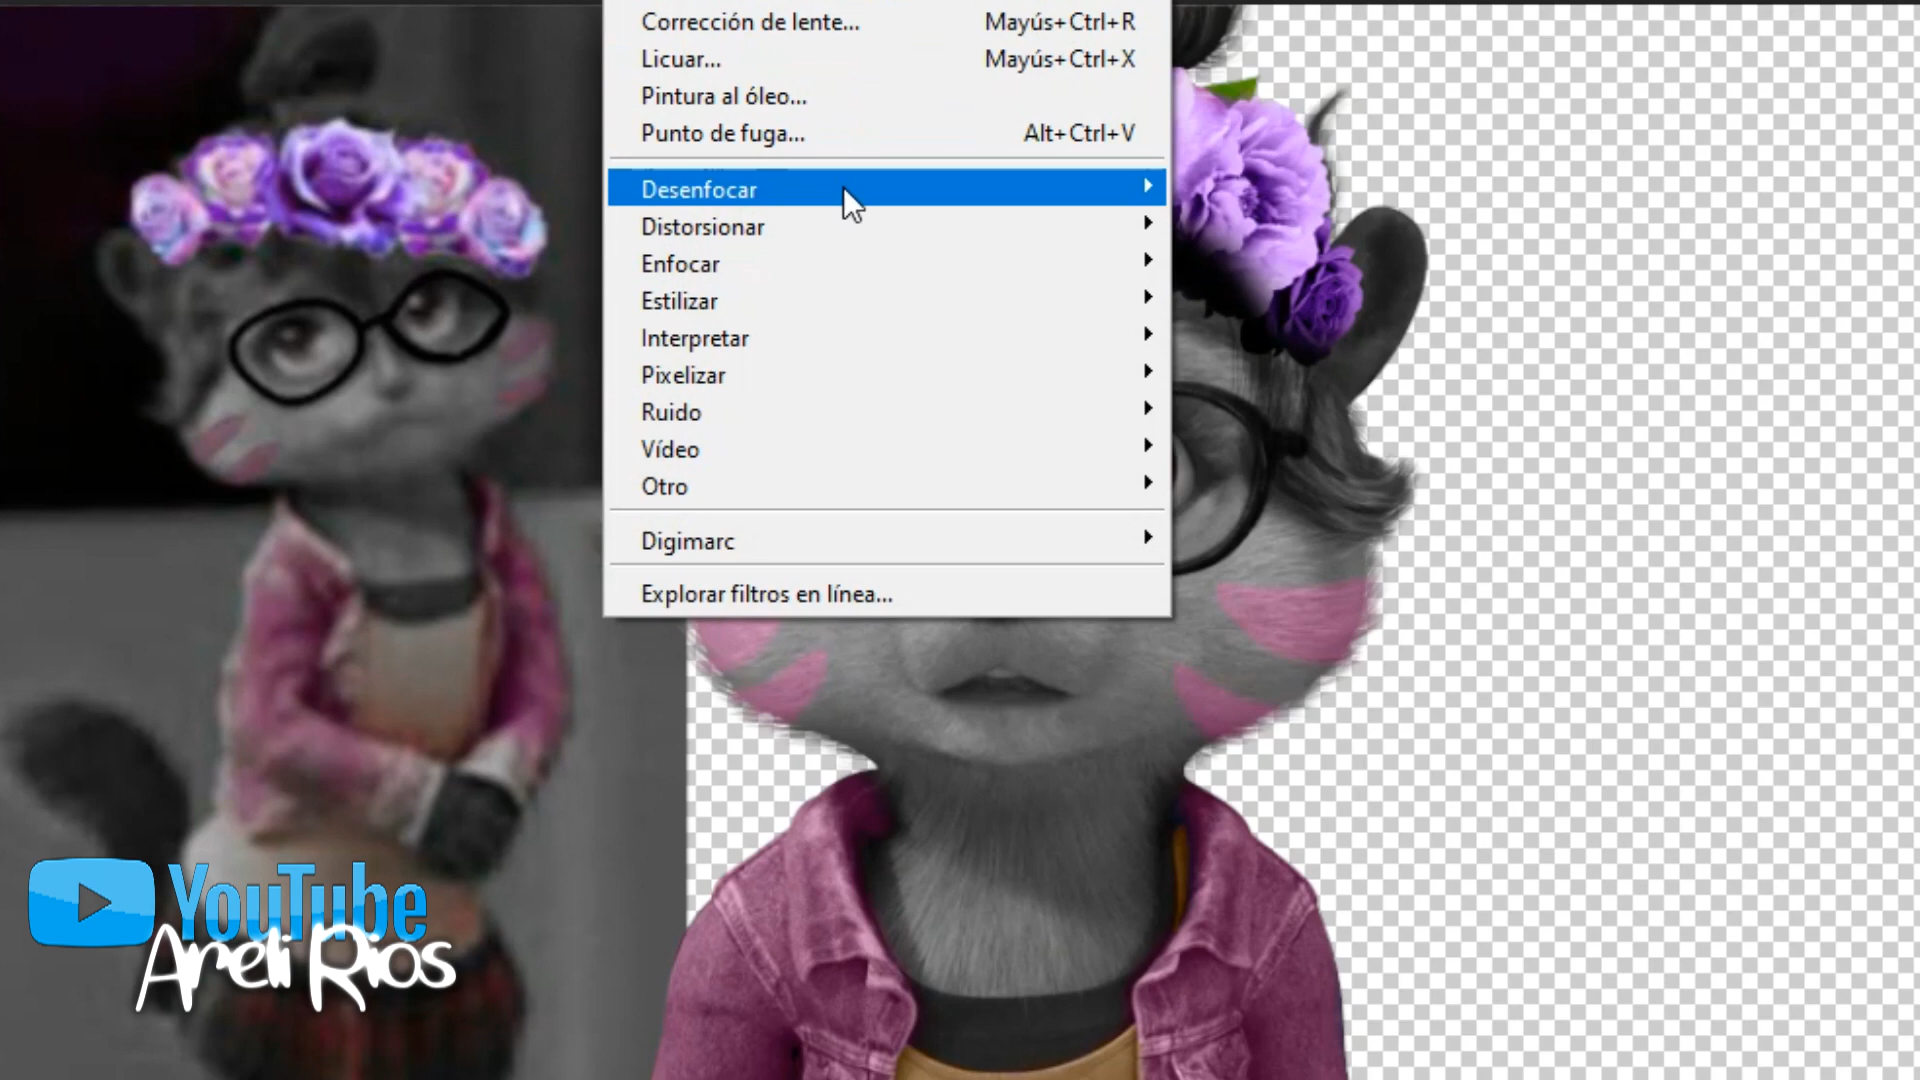 Corrección de lente... Mayús+Ctrl+R
Licuar... Mayús+Ctrl+X
Pintura al óleo...
Punto de fuga... Alt+Ctrl+V
Desenfocar
Distorsionar
Enfocar
Estilizar
Interpretar
Pixelizar
Ruido
Vídeo
Otro
Digimarc
Explorar filtros en línea...
YouTube
Areli Rios